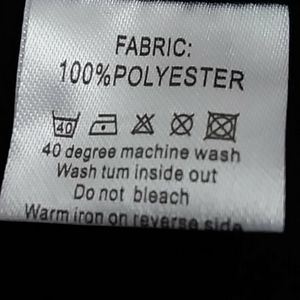 FABRIC:
100%POLYESTER
40
40 degree machine wash
Wash tum inside out
Do not bleach
Warm iron on reverse side